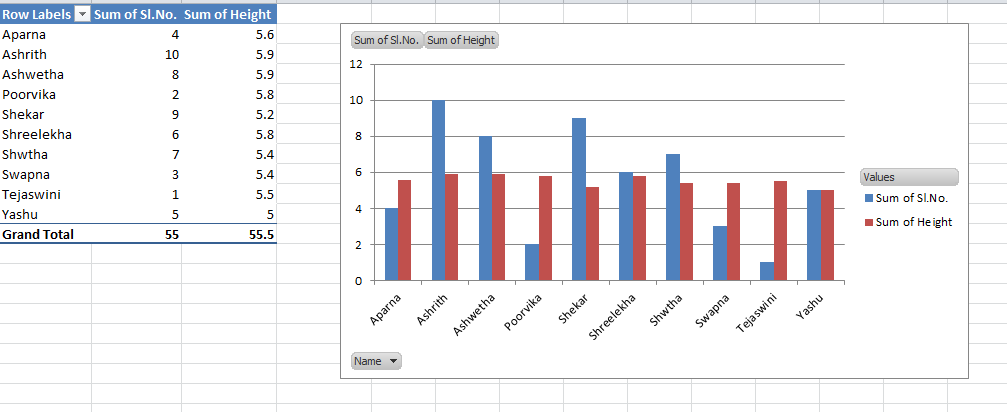 Row Labels Sum of Sl.No. Sum of Height
Aparna 4 5.6
Ashrith 10 5.9
Ashwetha 8 5.9
Poorvika 2 5.8
Shekar 9 5.2
Shreelekha 6 5.8
Shwtha 7 5.4
Swapna 3 5.4
Tejaswini 1 5.5
Yashu 5 5
Grand Total 55 55.5
Sum of Sl.No. Sum of Height
12
10
8
6
4
2
0
Aparna Ashrith Ashwetha Poorvika Shekar Shreelekha Shwtha Swapna Tejaswini Yashu
Name
Values
Sum of Sl.No.
Sum of Height